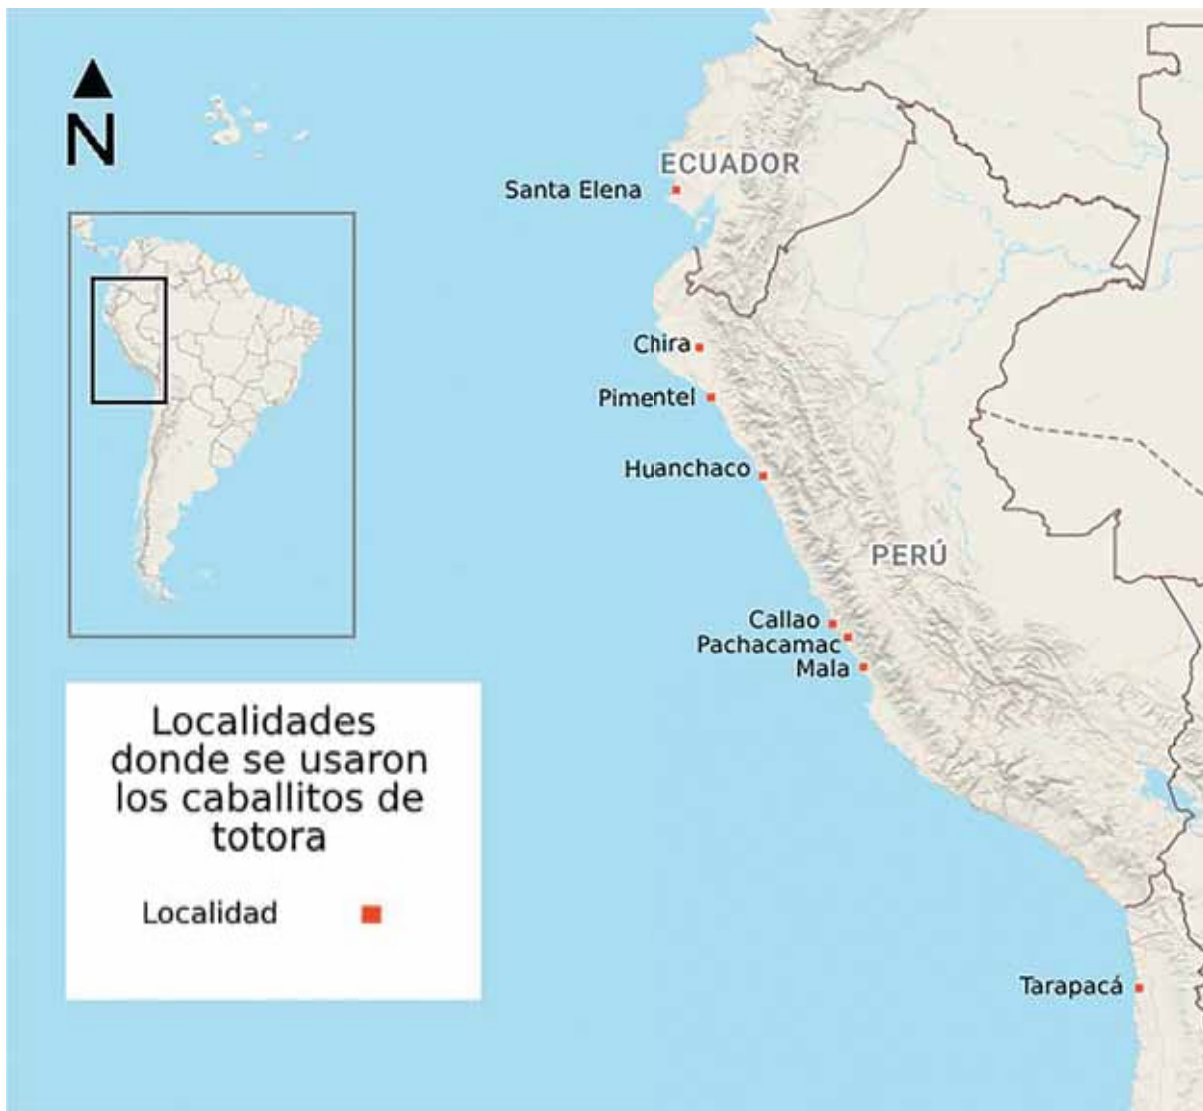 N
ECUADOR
Santa Elena
Chira
Pimentel
Huanchaco
PERÚ
Callao
Pachacamac
Mala
Localidades
donde se usaron
los caballitos de
totora
Localidad
Tarapacá